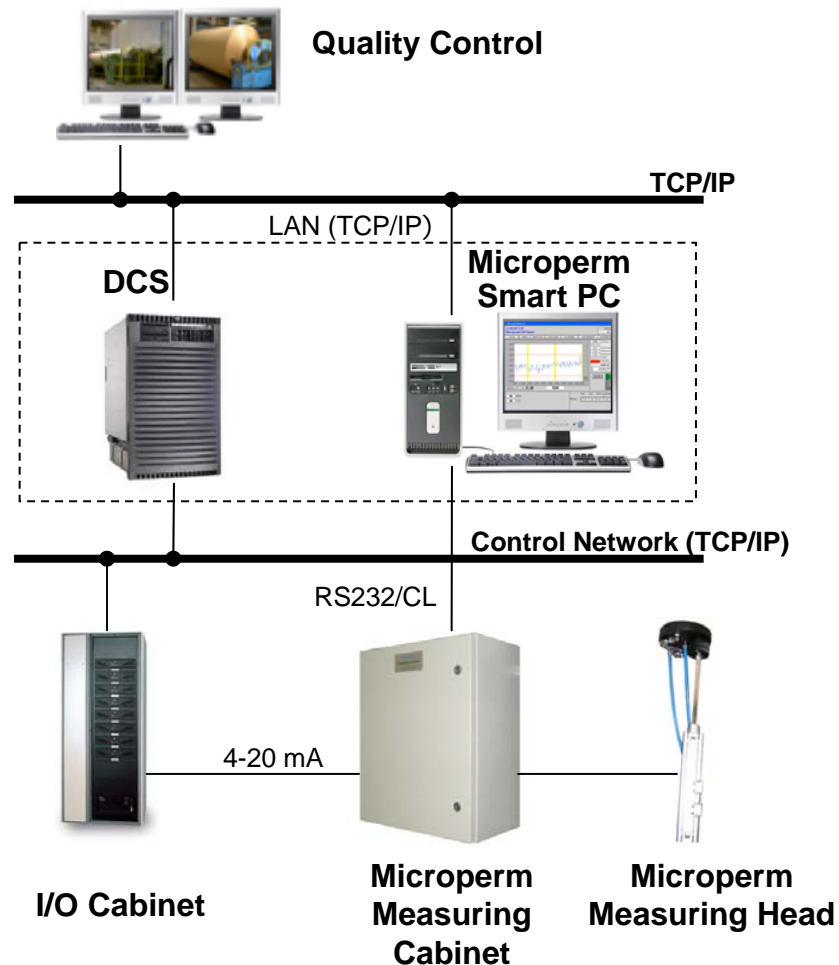 Quality Control
TCP/IP
LAN (TCP/IP)
DCS
Microperm
Smart PC
Control Network (TCP/IP)
RS232/CL
4-20 mA
I/O Cabinet
Microperm
Measuring
Cabinet
Microperm
Measuring Head